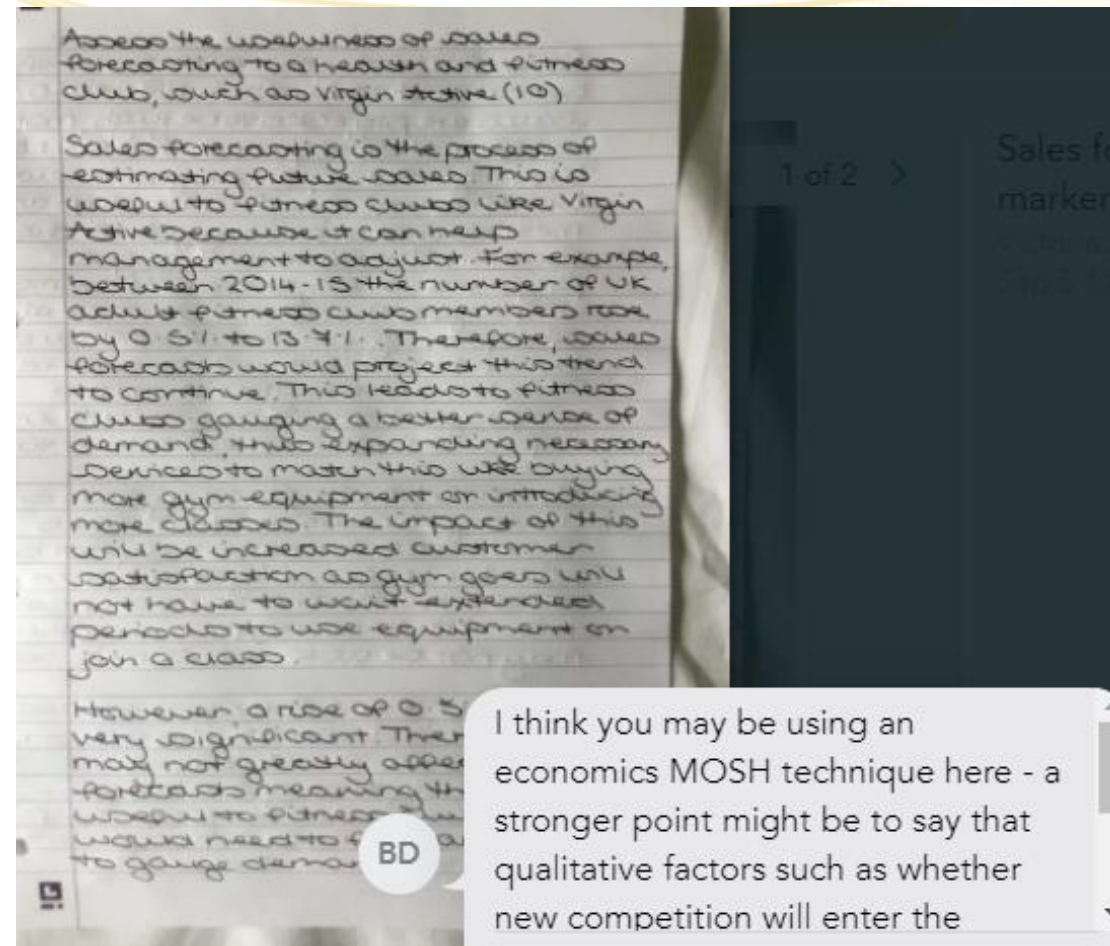 Assess the usefulness of sales
forecasting to a health and fitness
club, such as Virgin Active (10)
Sales forecasting is the process of
estimating future sales. This is
useful to fitness clubs like Virgin
Active because it can help
management to adjust. For example,
between 2014-15 the number of UK
adult fitness club members rose
by 0.5% to 13.7%. Therefore, sales
forecasts would project this trend
to continue. This leads to fitness
clubs gauging a better sense of
demand, thus expanding necessary
services to match this like buying
more gym equipment or introducing
more classes. The impact of this
will be increased customer
satisfaction as gym goers will
not have to wait extended
periods to use equipment or
join a class.
However, a rise of 0.5
very significant.
may not greatly
forecasts meaning
useful to fitness
would need to
to gauge
1 of 2 >
Sales
BD
I think you may be using an
economics MOSH technique here - a
stronger point might be to say that
qualitative factors such as whether
new competition will enter the